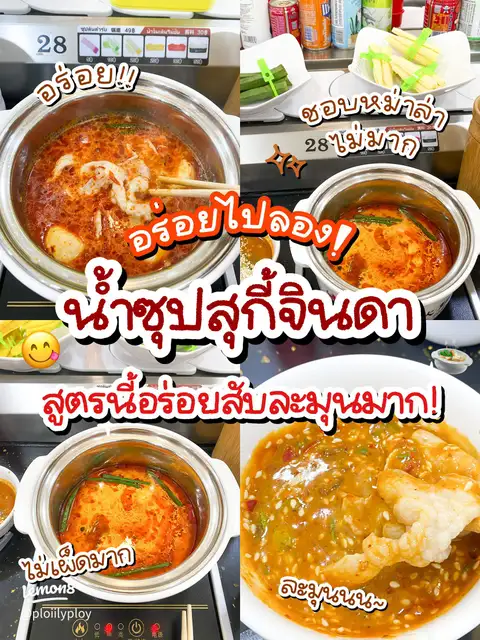 28
อร่อย!!
ชอบหม่าล่า
ไม่มาก
28
อร่อยไปลอง!
น้ำซุปสุกี้จินดา
สูตรนี้อร่อยสับละมุนมาก!
ไม่เผ็ดมาก
lemon8
@ploiilyploy
ละมุนนน~